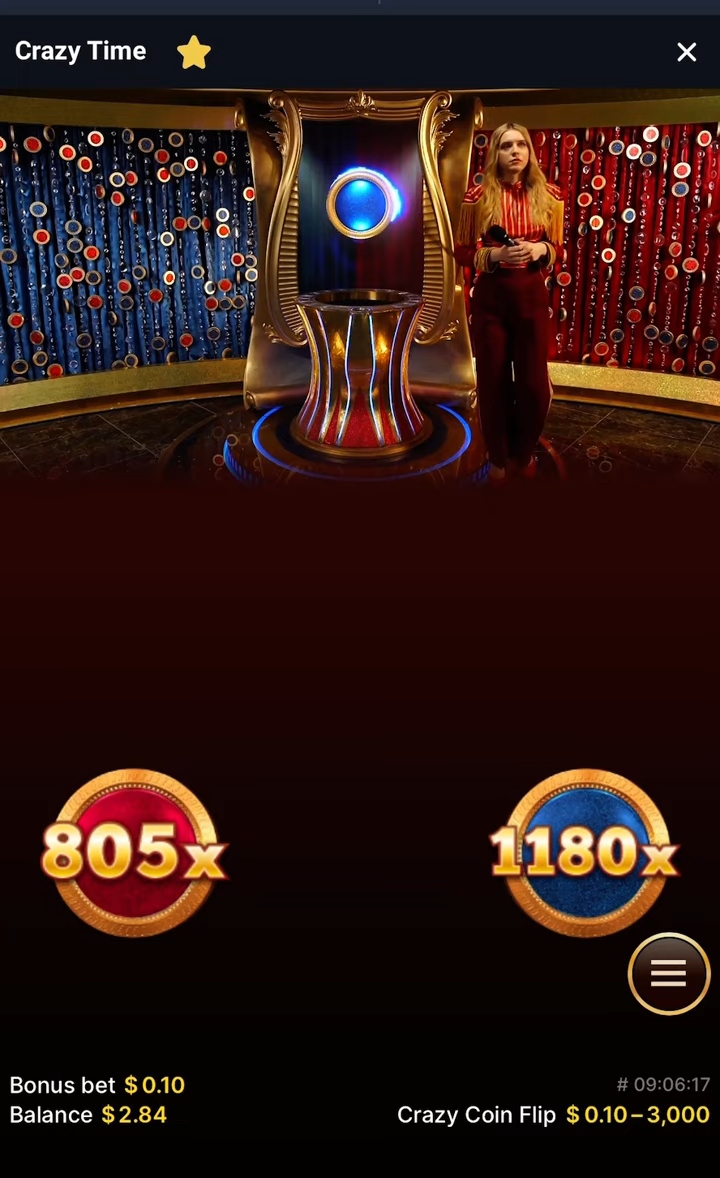 Crazy Time
805x
1180x
Bonus bet $0.10
# 09:06:17
Balance $2.84
Crazy Coin Flip $0.10–3,000